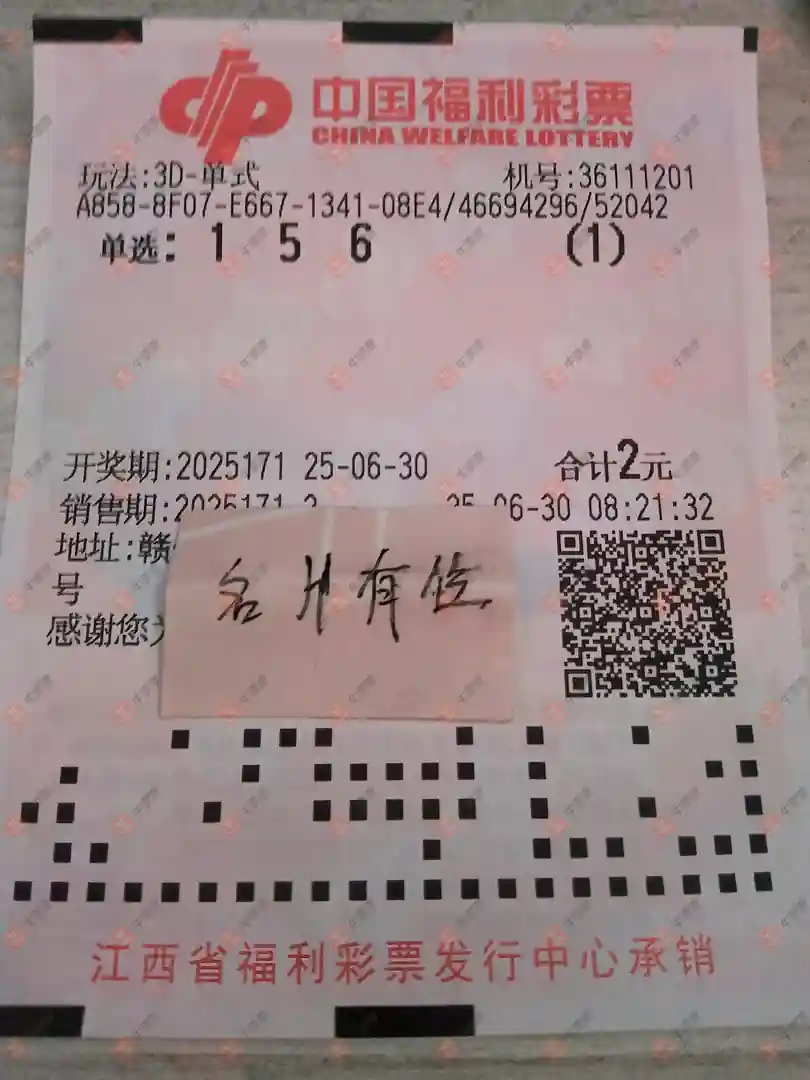 中国福利彩票
CHINA WELFARE LOTTERY
玩法:3D-单式 机号:36111201
A858-8F07-E667-1341-08E4/46694296/52042
单选: 1 5 6 (1)
开奖期:2025171 25-06-30 合计2元
销售期:2025171 25-06-30 08:21:32
地址:赣
号
感谢您为
名片有位
江西省福利彩票发行中心承销